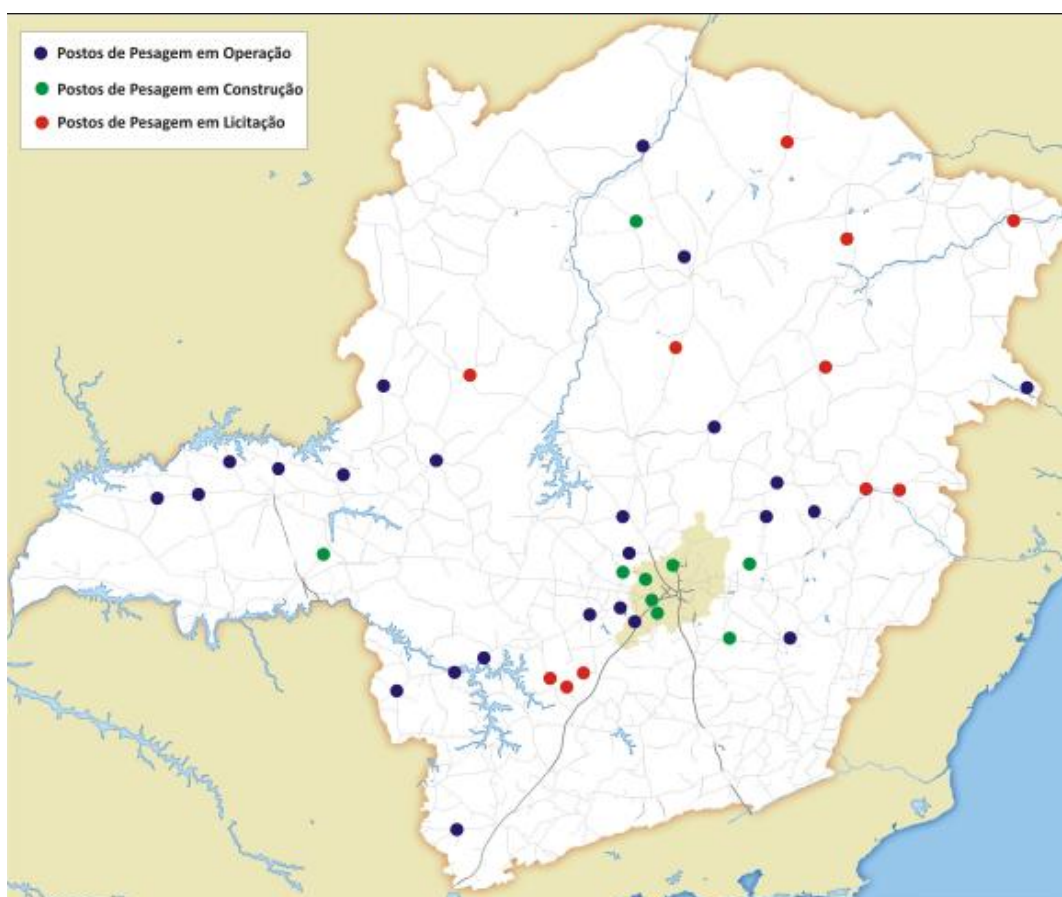 Postos de Pesagem em Operação
Postos de Pesagem em Construção
Postos de Pesagem em Licitação